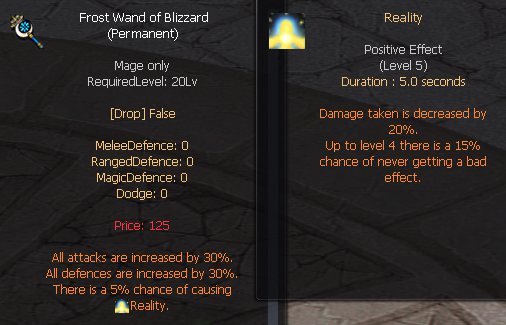 Frost Wand of Blizzard
(Permanent)
Mage only
RequiredLevel: 20Lv
[Drop] False
MeleeDefence: 0
RangedDefence: 0
MagicDefence: 0
Dodge: 0
Price: 125
All attacks are increased by 30%.
All defences are increased by 30%.
There is a 5% chance of causing
Reality.
Reality
Positive Effect
(Level 5)
Duration : 5.0 seconds
Damage taken is decreased by
20%.
Up to level 4 there is a 15%
chance of never getting a bad
effect.